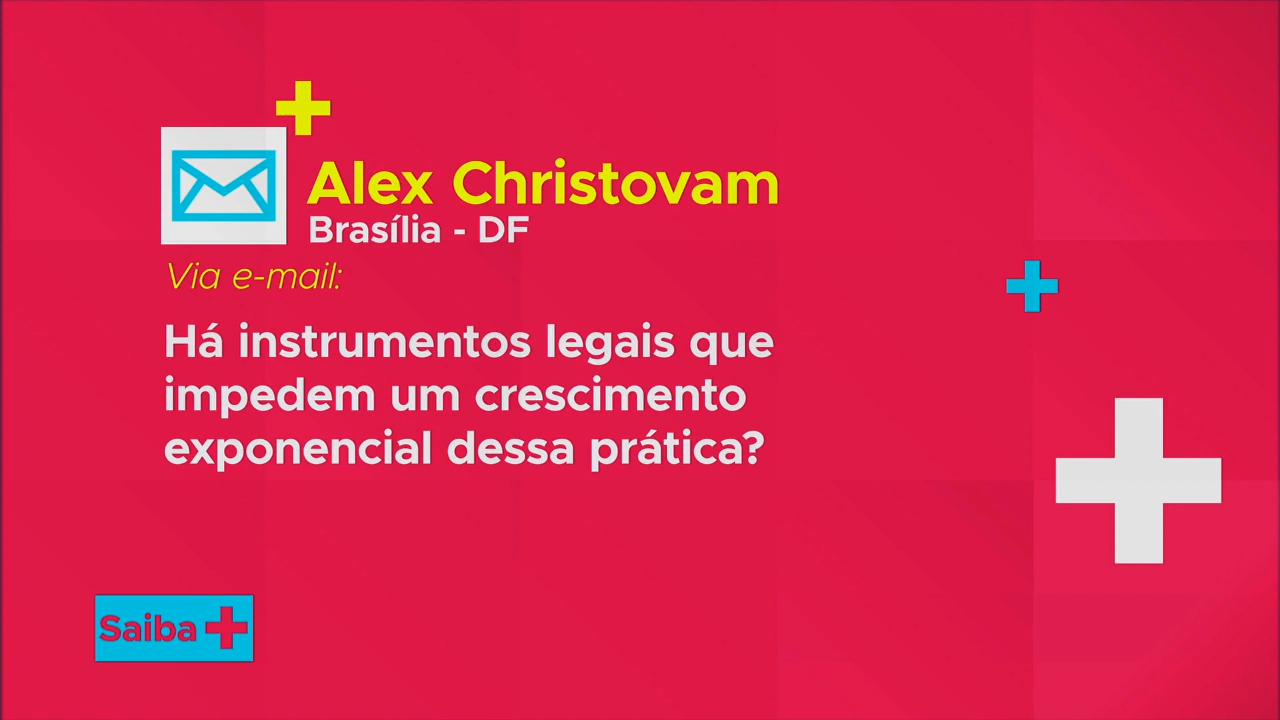 Alex Christovam
Brasília - DF
Via e-mail:
Há instrumentos legais que
impedem um crescimento
exponencial dessa prática?
Saiba+